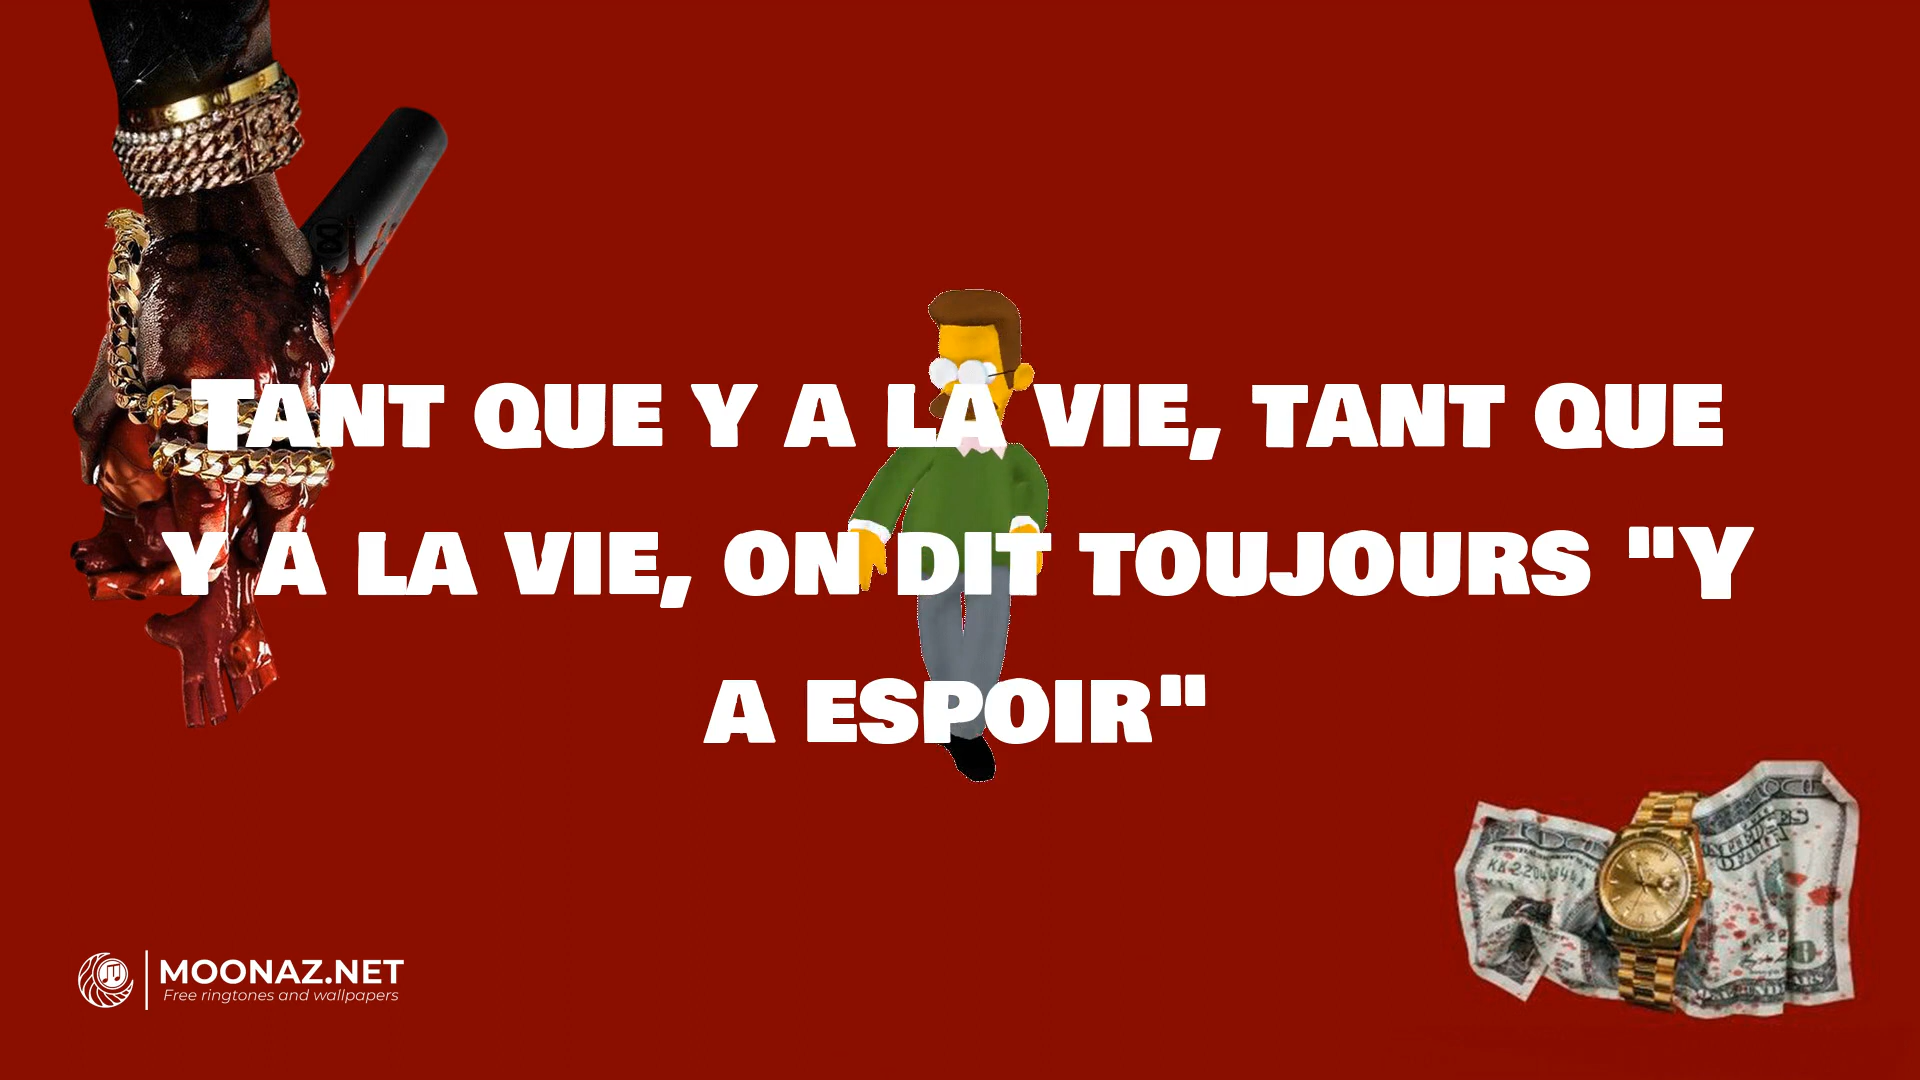 Tant que y a la vie, tant que
y a la vie, on dit toujours "Y
a espoir"
MOONAZ.NET
Free ringtones and wallpapers